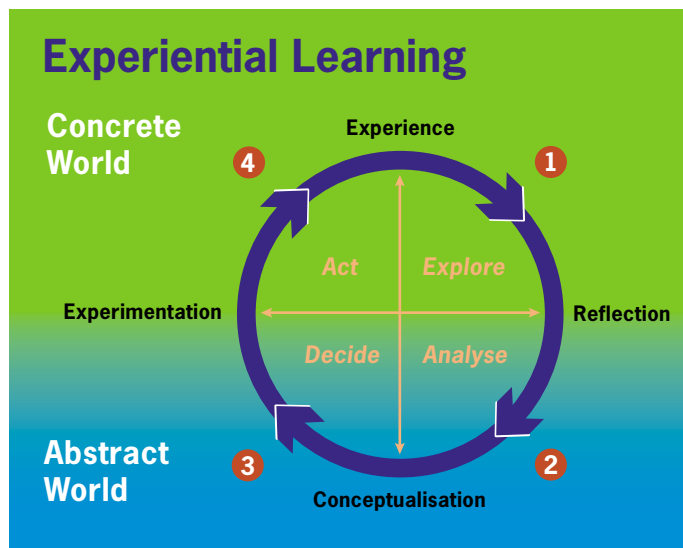 Experiential Learning
Concrete
World
Experience
4
1
Act
Explore
Experimentation
Reflection
Decide
Analyse
Abstract
World
3
2
Conceptualisation